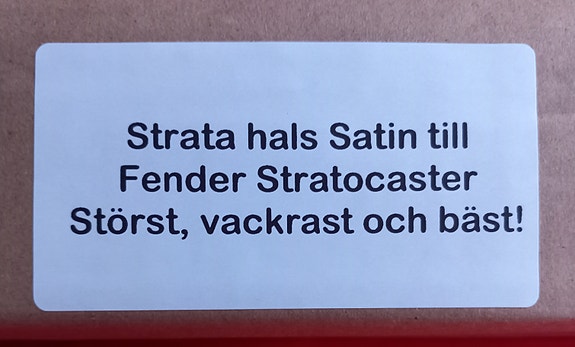 Strata hals Satin till
Fender Stratocaster
Störst, vackrast och bäst!